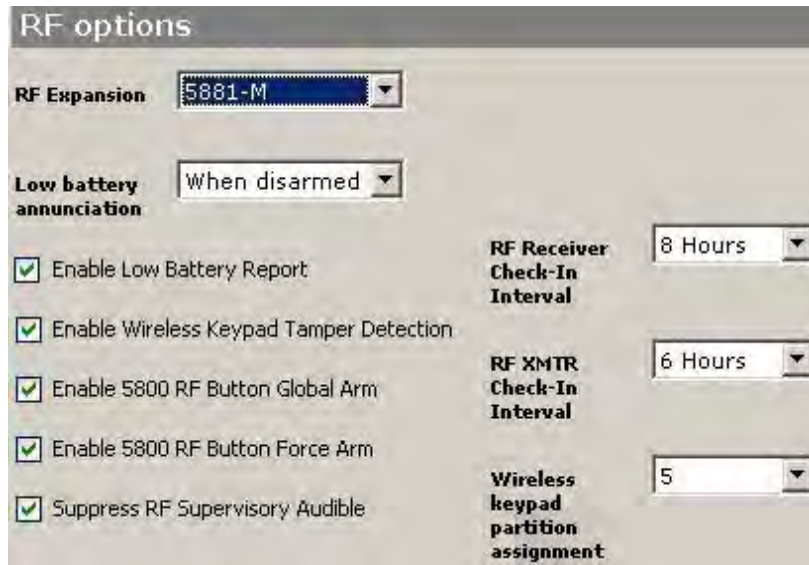 RF options
RF Expansion
5881-M
Low battery
annunciation
When disarmed
Enable Low Battery Report
Enable Wireless Keypad Tamper Detection
Enable 5800 RF Button Global Arm
Enable 5800 RF Button Force Arm
Suppress RF Supervisory Audible
RF Receiver
Check-In
Interval
8 Hours
RF XMTR
Check-In
Interval
6 Hours
Wireless
keypad
partition
assignment
5